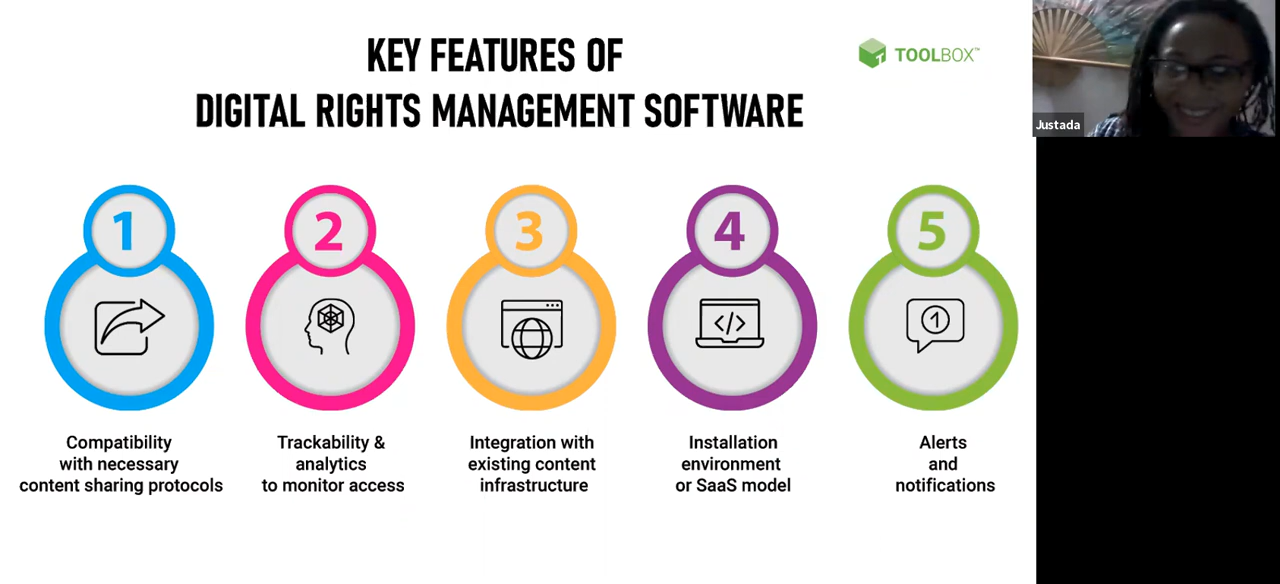 KEY FEATURES OF
DIGITAL RIGHTS MANAGEMENT SOFTWARE
TOOLBOX™
Justada
1
2
3
4
5
1
Compatibility
with necessary
content sharing protocols
Trackability &
analytics
to monitor access
Integration with
existing content
infrastructure
Installation
environment
or SaaS model
Alerts
and
notifications